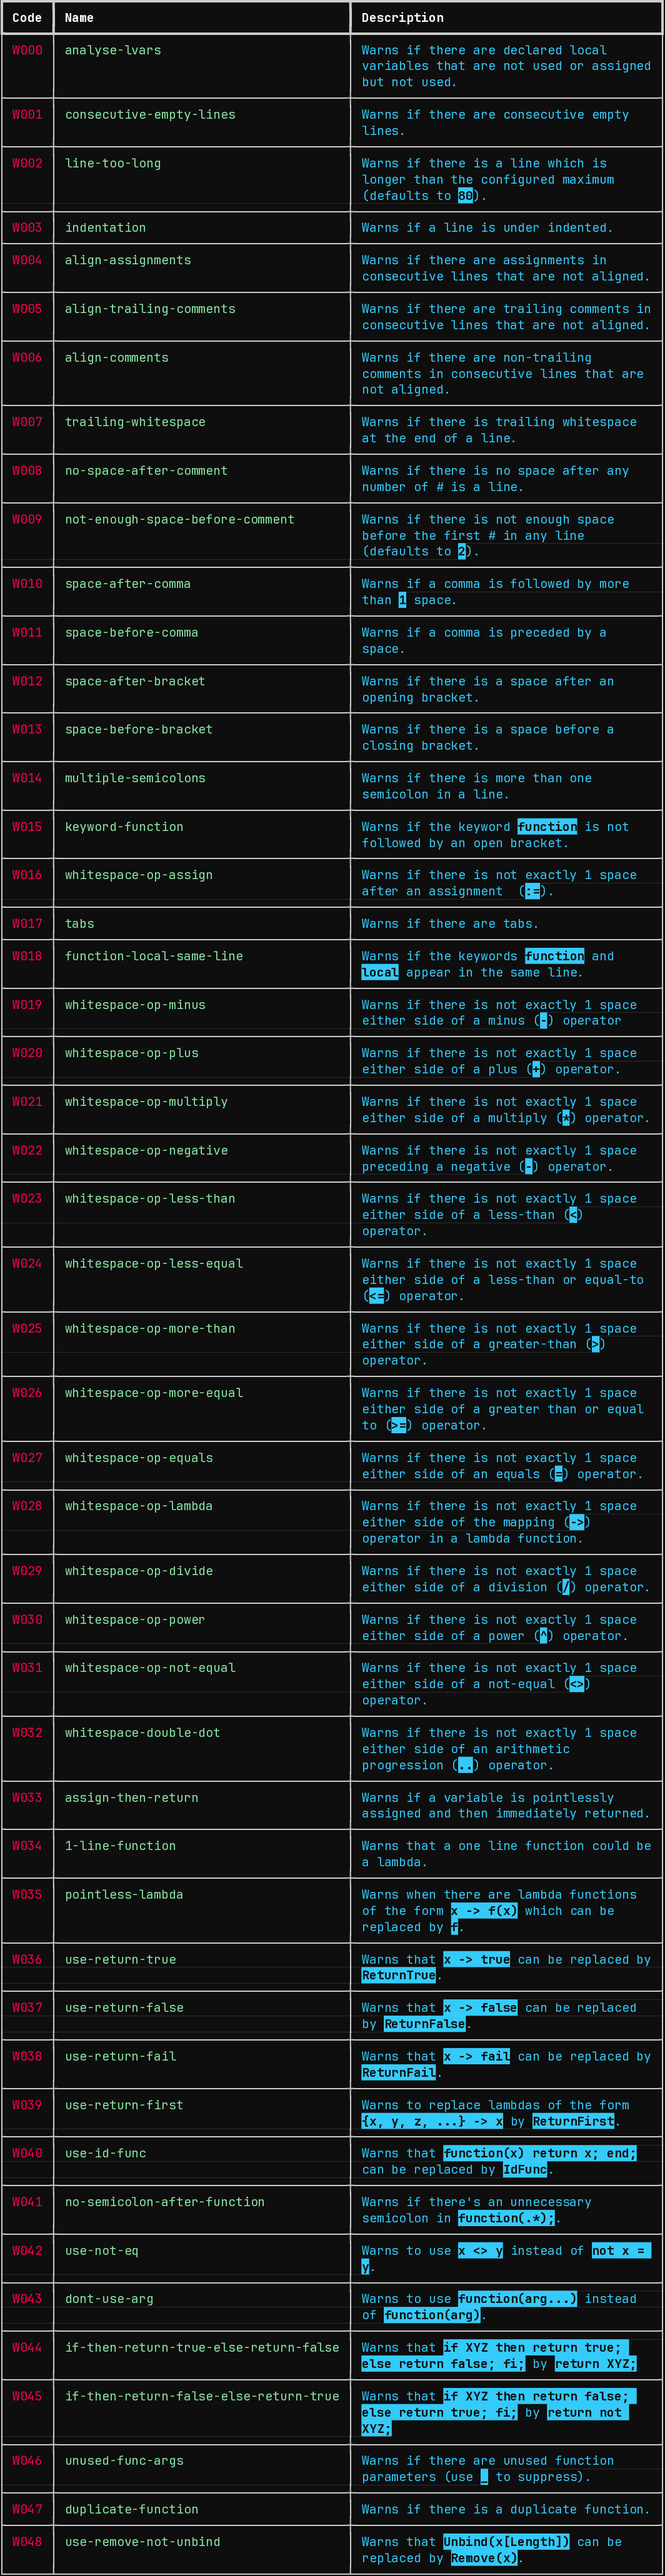 Code Name Description
W000 analyse-lvars Warns if there are declared local
variables that are not used or assigned
but not used.
W001 consecutive-empty-lines Warns if there are consecutive empty
lines.
W002 line-too-long Warns if there is a line which is
longer than the configured maximum
(defaults to 80).
W003 indentation Warns if a line is under indented.
W004 align-assignments Warns if there are assignments in
consecutive lines that are not aligned.
W005 align-trailing-comments Warns if there are trailing comments in
consecutive lines that are not aligned.
W006 align-comments Warns if there are non-trailing
comments in consecutive lines that are
not aligned.
W007 trailing-whitespace Warns if there is trailing whitespace
at the end of a line.
W008 no-space-after-comment Warns if there is no space after any
number of # is a line.
W009 not-enough-space-before-comment Warns if there is not enough space
before the first # in any line
(defaults to 2).
W010 space-after-comma Warns if a comma is followed by more
than 1 space.
W011 space-before-comma Warns if a comma is preceded by a
space.
W012 space-after-bracket Warns if there is a space after an
opening bracket.
W013 space-before-bracket Warns if there is a space before a
closing bracket.
W014 multiple-semicolons Warns if there is more than one
semicolon in a line.
W015 keyword-function Warns if the keyword function is not
followed by an open bracket.
W016 whitespace-op-assign Warns if there is not exactly 1 space
after an assignment  (:=).
W017 tabs Warns if there are tabs.
W018 function-local-same-line Warns if the keywords function and
local appear in the same line.
W019 whitespace-op-minus Warns if there is not exactly 1 space
either side of a minus (-) operator
W020 whitespace-op-plus Warns if there is not exactly 1 space
either side of a plus (+) operator.
W021 whitespace-op-multiply Warns if there is not exactly 1 space
either side of a multiply (*) operator.
W022 whitespace-op-negative Warns if there is not exactly 1 space
preceding a negative (-) operator.
W023 whitespace-op-less-than Warns if there is not exactly 1 space
either side of a less-than (<)
operator.
W024 whitespace-op-less-equal Warns if there is not exactly 1 space
either side of a less-than or equal-to
(<=) operator.
W025 whitespace-op-more-than Warns if there is not exactly 1 space
either side of a greater-than (>)
operator.
W026 whitespace-op-more-equal Warns if there is not exactly 1 space
either side of a greater than or equal
to (>=) operator.
W027 whitespace-op-equals Warns if there is not exactly 1 space
either side of an equals (=) operator.
W028 whitespace-op-lambda Warns if there is not exactly 1 space
either side of the mapping (->)
operator in a lambda function.
W029 whitespace-op-divide Warns if there is not exactly 1 space
either side of a division (/) operator.
W030 whitespace-op-power Warns if there is not exactly 1 space
either side of a power (^) operator.
W031 whitespace-op-not-equal Warns if there is not exactly 1 space
either side of a not-equal (<>)
operator.
W032 whitespace-double-dot Warns if there is not exactly 1 space
either side of an arithmetic
progression (..) operator.
W033 assign-then-return Warns if a variable is pointlessly
assigned and then immediately returned.
W034 1-line-function Warns that a one line function could be
a lambda.
W035 pointless-lambda Warns when there are lambda functions
of the form x -> f(x) which can be
replaced by f.
W036 use-return-true Warns that x -> true can be replaced by
ReturnTrue.
W037 use-return-false Warns that x -> false can be replaced
by ReturnFalse.
W038 use-return-fail Warns that x -> fail can be replaced by
ReturnFail.
W039 use-return-first Warns to replace lambdas of the form
{x, y, z, ...} -> x by ReturnFirst.
W040 use-id-func Warns that function(x) return x; end;
can be replaced by IdFunc.
W041 no-semicolon-after-function Warns if there's an unnecessary
semicolon in function(.*);.
W042 use-not-eq Warns to use x <> y instead of not x =
y.
W043 dont-use-arg Warns to use function(arg...) instead
of function(arg).
W044 if-then-return-true-else-return-false Warns that if XYZ then return true;
else return false; fi; by return XYZ;
W045 if-then-return-false-else-return-true Warns that if XYZ then return false;
else return true; fi; by return not
XYZ;
W046 unused-func-args Warns if there are unused function
parameters (use _ to suppress).
W047 duplicate-function Warns if there is a duplicate function.
W048 use-remove-not-unbind Warns that Unbind(x[Length]) can be
replaced by Remove(x).